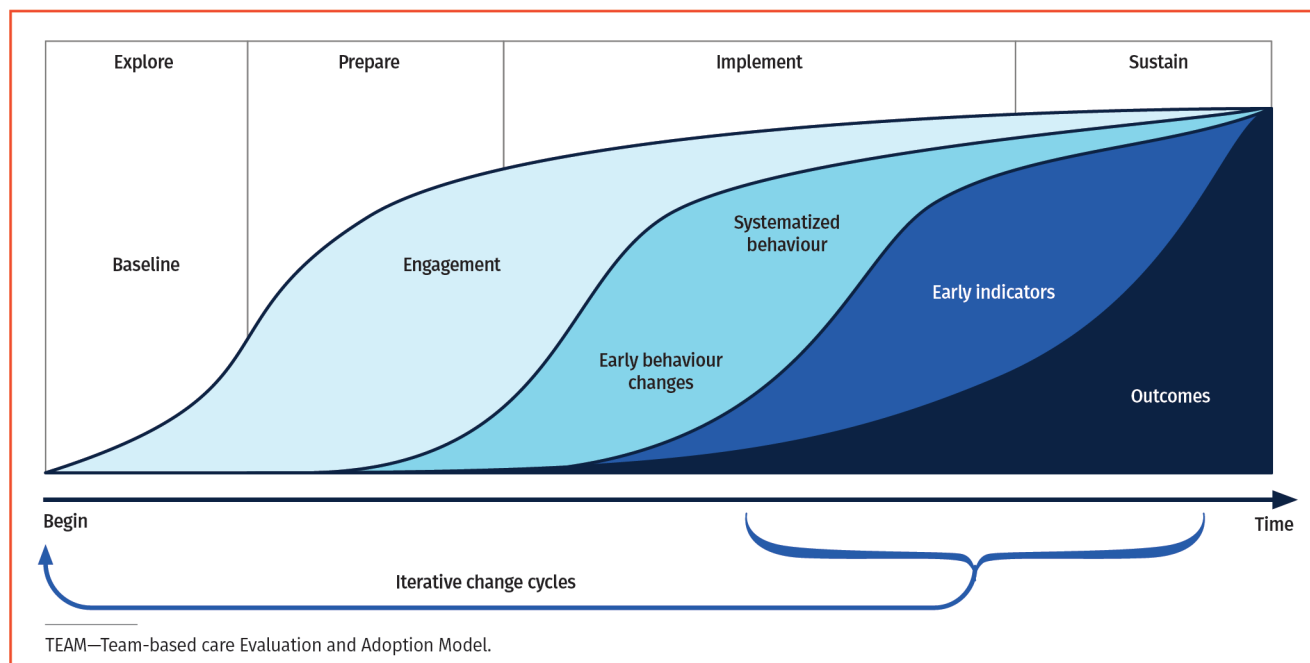 Explore
Prepare
Implement
Sustain
Baseline
Engagement
Systematized
behaviour
Early indicators
Early behaviour
changes
Outcomes
Begin
Time
Iterative change cycles
TEAM—Team-based care Evaluation and Adoption Model.